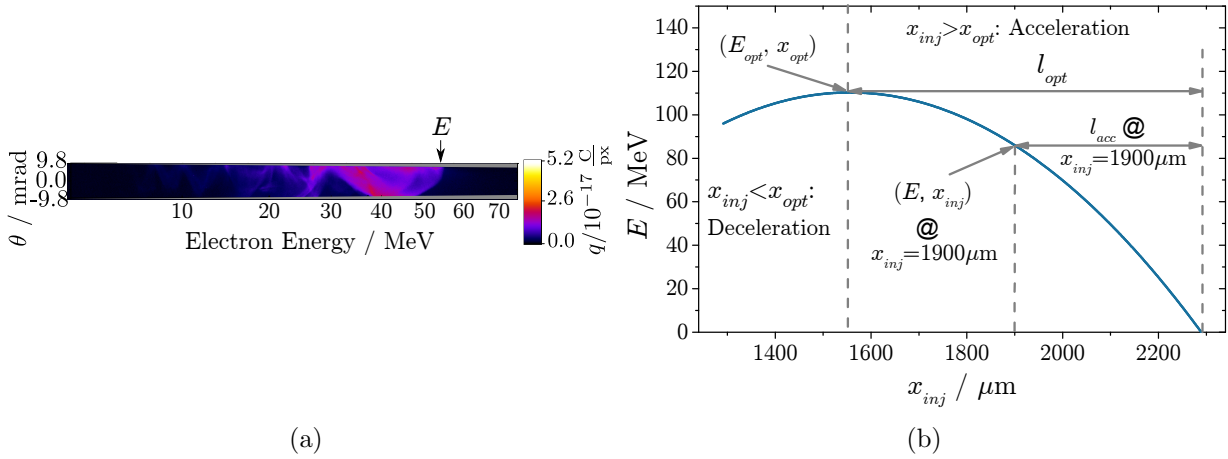 E
9.8
0.0
-9.8
θ / mrad
10 20 30 40 50 60 70
Electron Energy / MeV
5.2
2.6
0.0
q/10⁻¹⁷ C/px
(a)
150
140
120
100
80
60
40
20
0
E / MeV
x_inj>x_opt: Acceleration
(E_opt, x_opt)
l_opt
l_acc @
x_inj=1900µm
x_inj<x_opt:
Deceleration
(E, x_inj)
@
x_inj=1900µm
1400 1600 1800 2000 2200
x_inj / µm
(b)